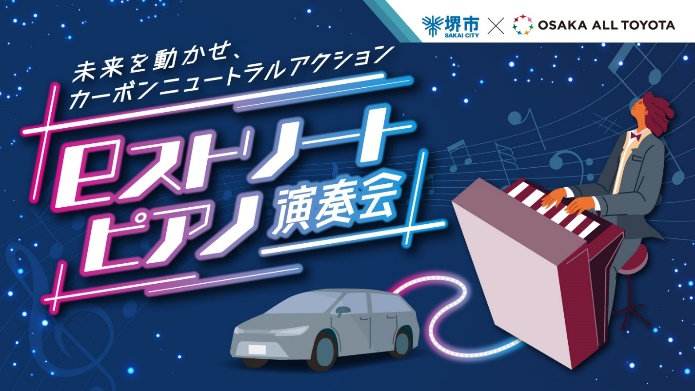 堺市
SAKAI CITY
×
OSAKA ALL TOYOTA
未来を動かせ、
カーボンニュートラルアクション
eストリート
ピアノ演奏会